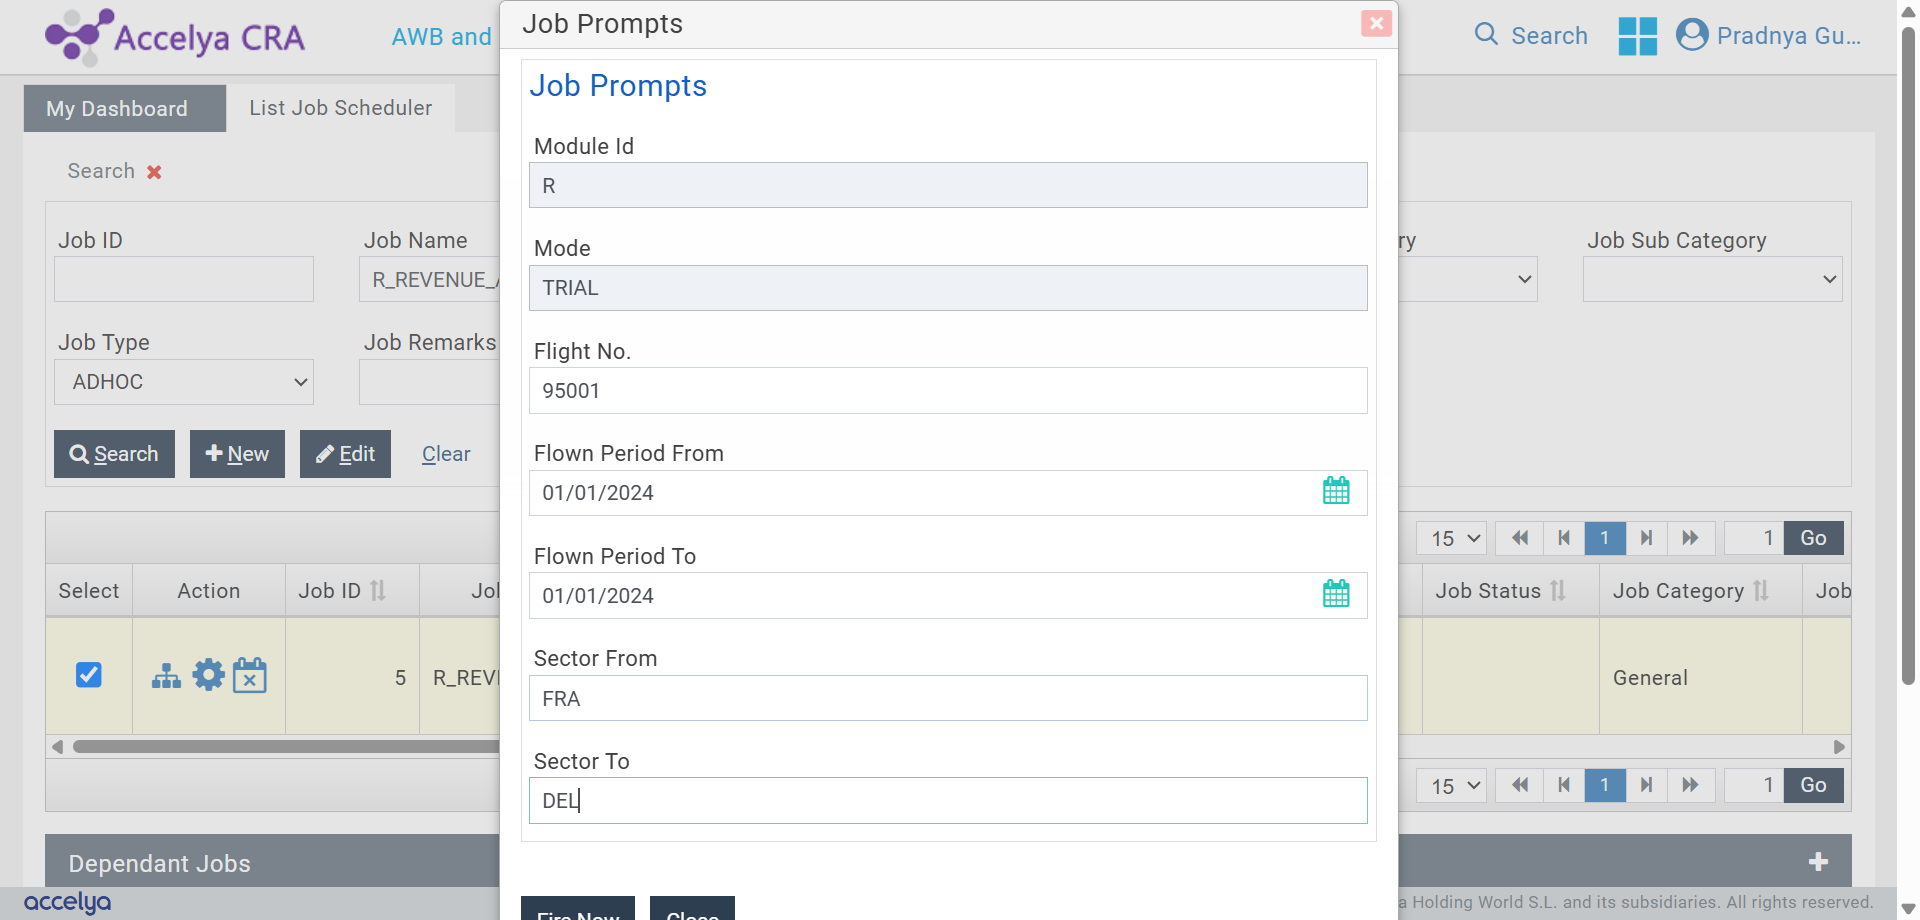 Accelya CRA
AWB and
Job Prompts
Search
Pradnya Gu...
My Dashboard
List Job Scheduler
Job Prompts
Search
Module Id
R
Job ID
Job Name
ry
Job Sub Category
Mode
R_REVENUE_
TRIAL
Job Type
Job Remarks
Flight No.
ADHOC
95001
Search
New
Edit
Clear
Flown Period From
01/01/2024
15
1
1
Go
Flown Period To
Select
Action
Job ID
Job Status
Job Category
Job
01/01/2024
Sector From
5
R_REV
General
FRA
Sector To
15
1
1
Go
DEL
Dependant Jobs
accelya
a Holding World S.L. and its subsidiaries. All rights reserved.
Fire Now
Close